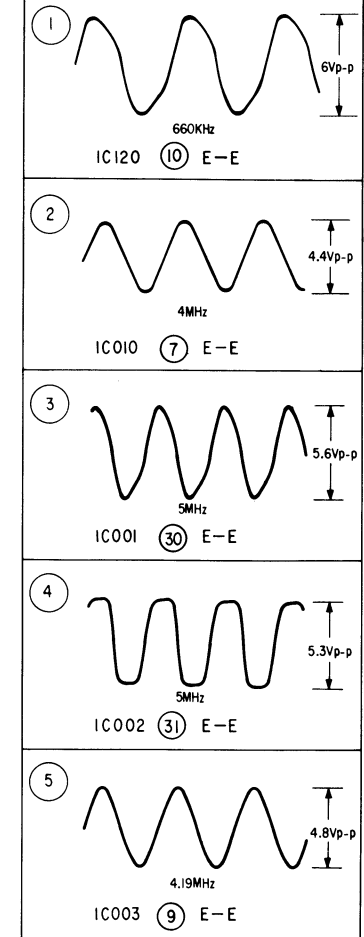 1
6Vp-p
660KHz
IC120 10 E-E
2
4.4Vp-p
4MHz
IC010 7 E-E
3
5.6Vp-p
5MHz
IC001 30 E-E
4
5.3Vp-p
5MHz
IC002 31 E-E
5
4.8Vp-p
4.19MHz
IC003 9 E-E